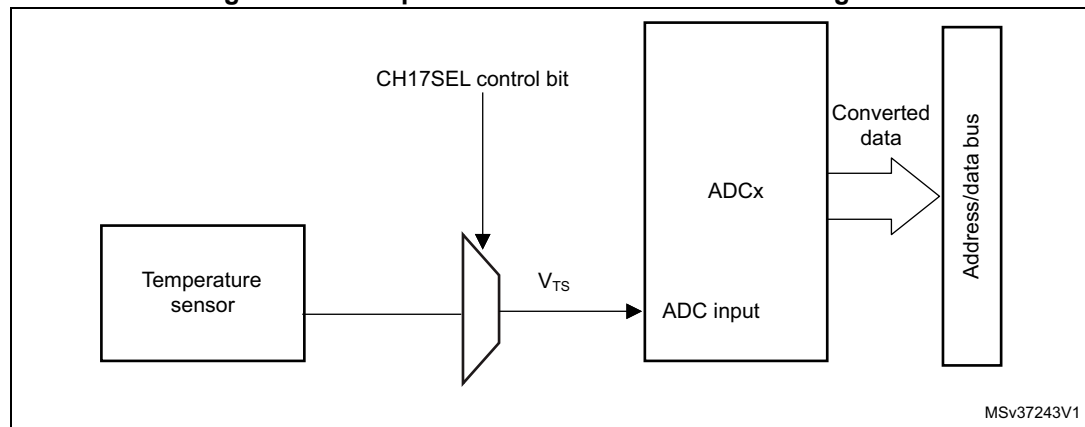 CH17SEL control bit
Converted
data
Address/data bus
ADCx
Temperature
sensor
VTS
ADC input
MSv37243V1